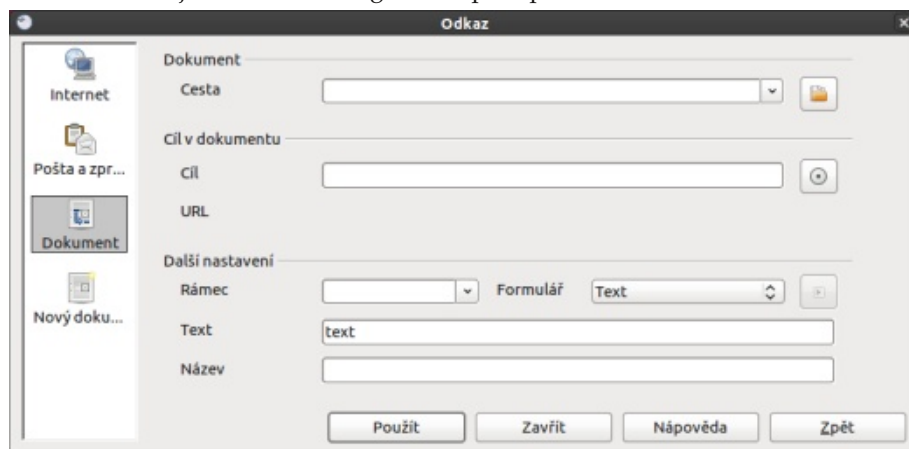 Odkaz
Internet
Pošta a zpr...
Dokument
Nový doku...
Dokument
Cesta
Cíl v dokumentu
Cíl
URL
Další nastavení
Rámec
Formulář
Text
Text
text
Název
Použít
Zavřít
Nápověda
Zpět